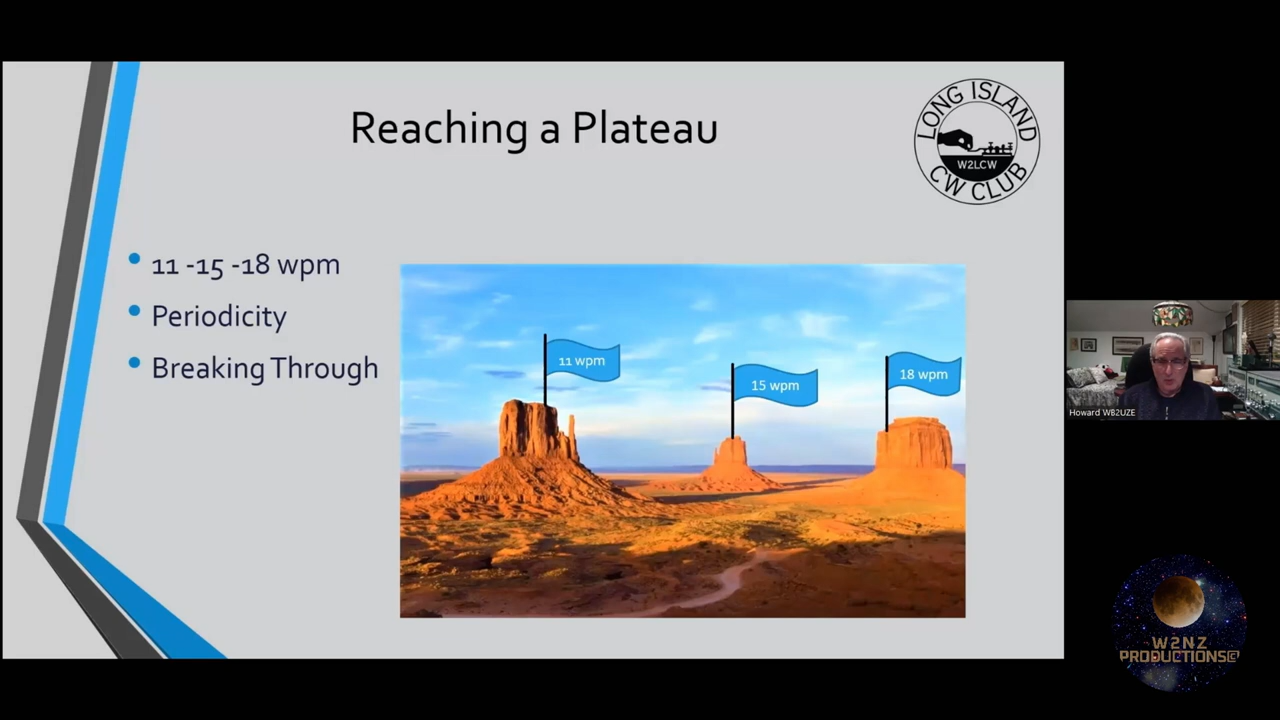 Reaching a Plateau
LONG ISLAND
W2LCW
CW CLUB
11 -15 -18 wpm
Periodicity
Breaking Through
11 wpm
15 wpm
18 wpm
Howard WB2UZE
W2NZ
PRODUCTIONS©